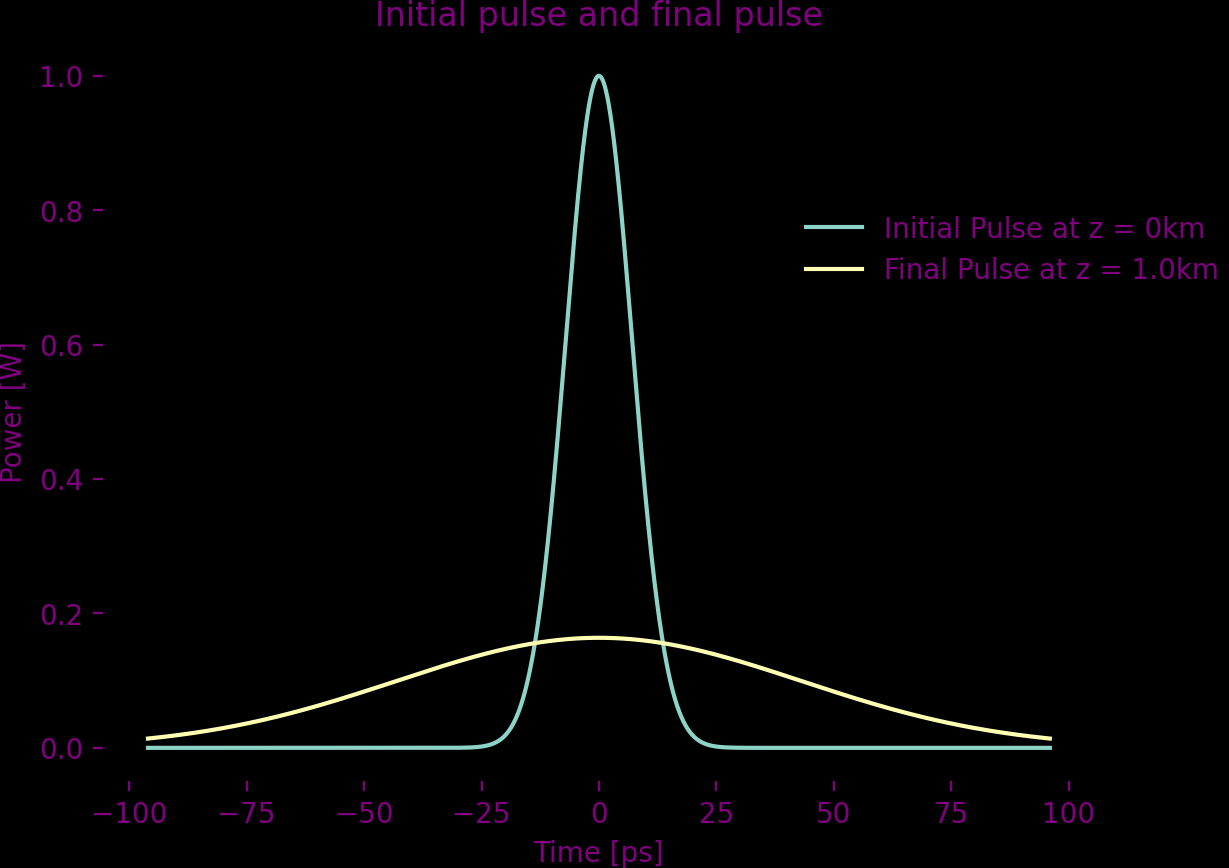 Initial pulse and final pulse
1.0
0.8
0.6
0.4
0.2
0.0
Power [W]
Initial Pulse at z = 0km
Final Pulse at z = 1.0km
−100 −75 −50 −25 0 25 50 75 100
Time [ps]